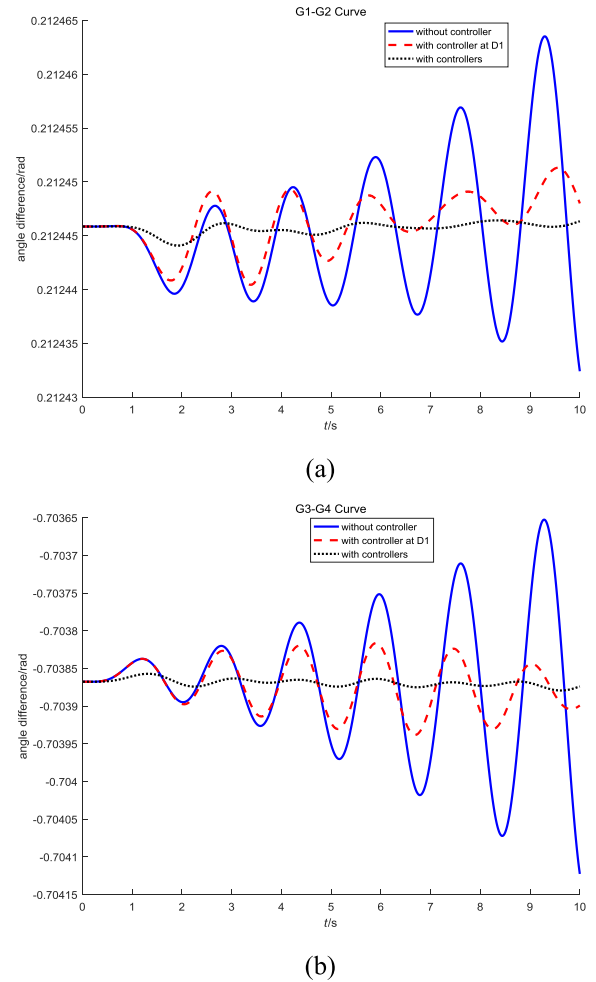 G1-G2 Curve
0.212465
0.21246
0.212455
0.21245
0.212445
0.21244
0.212435
0.21243
angle difference/rad
without controller
with controller at D1
with controllers
0 1 2 3 4 5 6 7 8 9 10
t/s
(a)
G3-G4 Curve
-0.70365
-0.7037
-0.70375
-0.7038
-0.70385
-0.7039
-0.70395
-0.704
-0.70405
-0.7041
-0.70415
angle difference/rad
without controller
with controller at D1
with controllers
0 1 2 3 4 5 6 7 8 9 10
t/s
(b)